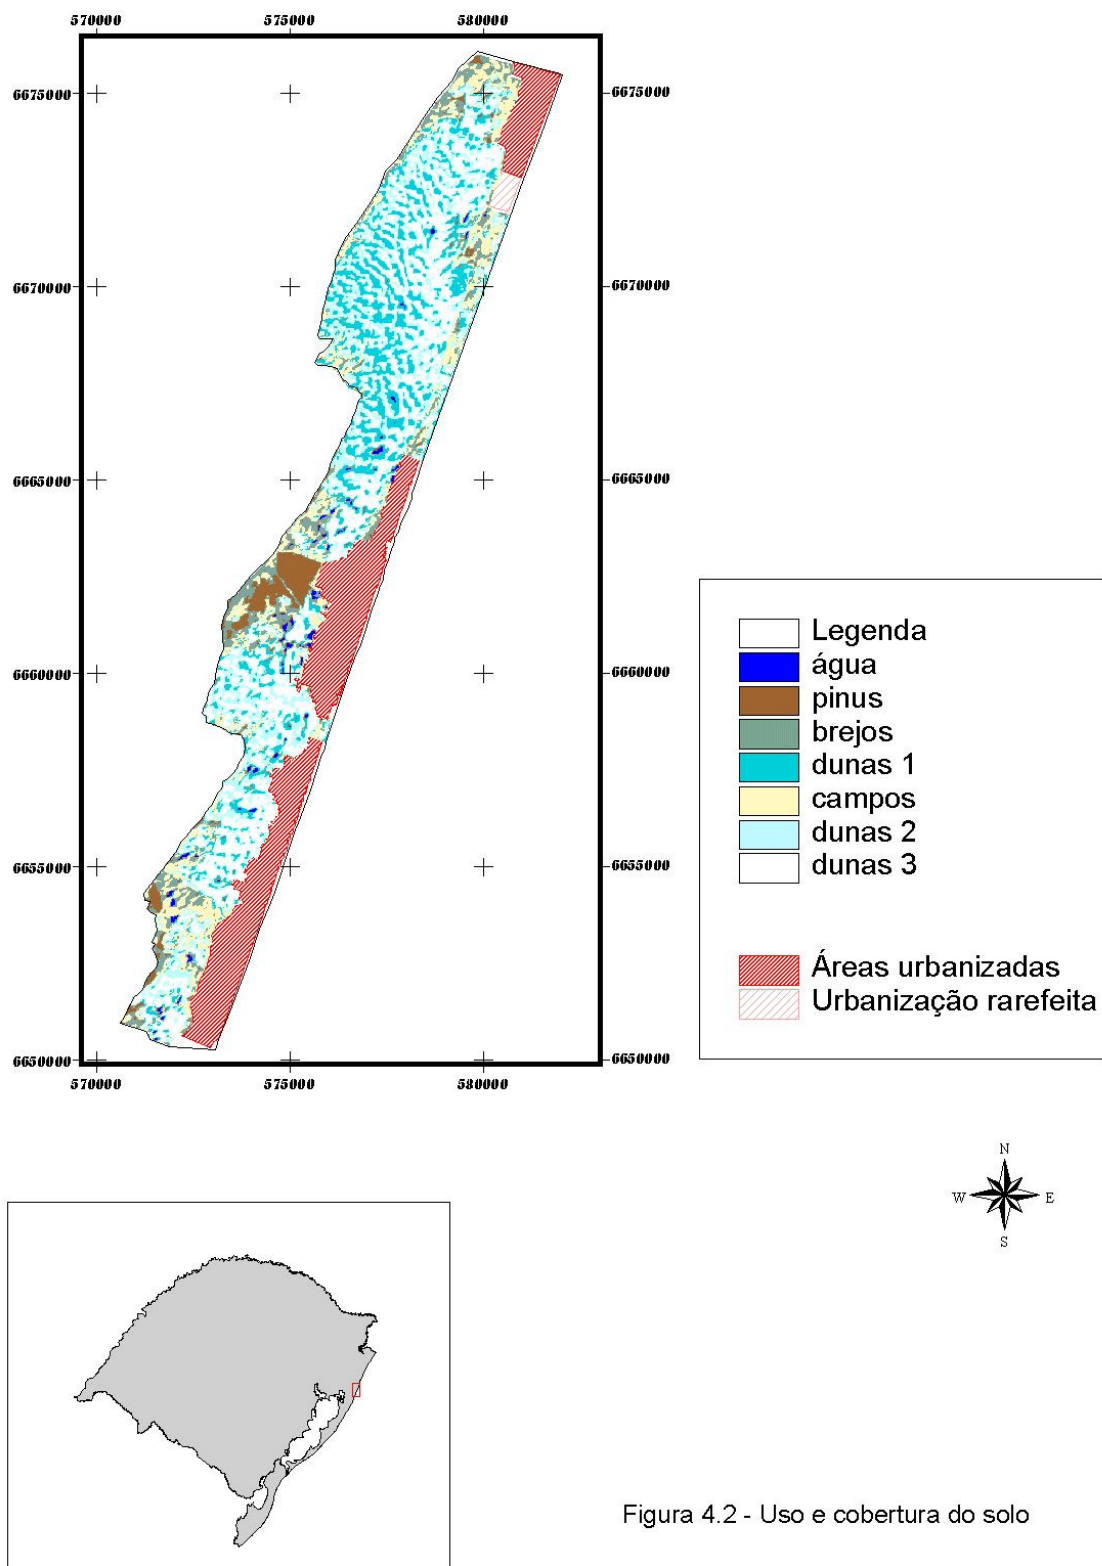 570000 575000 580000
6675000 6675000
6670000 6670000
6665000 6665000
6660000 6660000
6655000 6655000
6650000 6650000
570000 575000 580000
Legenda
água
pinus
brejos
dunas 1
campos
dunas 2
dunas 3
Áreas urbanizadas
Urbanização rarefeita
N
W E
S
Figura 4.2 - Uso e cobertura do solo